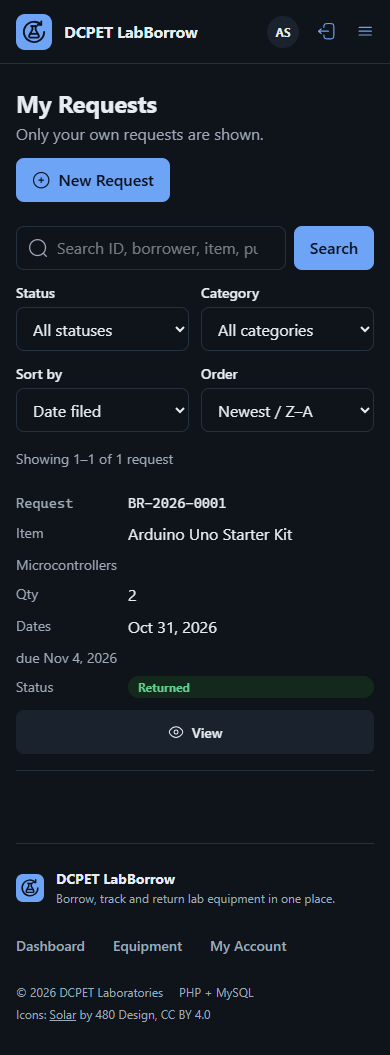 DCPET LabBorrow
AS
My Requests
Only your own requests are shown.
New Request
Search ID, borrower, item, pu
Search
Status
Category
All statuses
All categories
Sort by
Order
Date filed
Newest / Z–A
Showing 1–1 of 1 request
Request BR-2026-0001
Item Arduino Uno Starter Kit
Microcontrollers
Qty 2
Dates Oct 31, 2026
due Nov 4, 2026
Status Returned
View
DCPET LabBorrow
Borrow, track and return lab equipment in one place.
Dashboard Equipment My Account
© 2026 DCPET Laboratories PHP + MySQL
Icons: Solar by 480 Design, CC BY 4.0